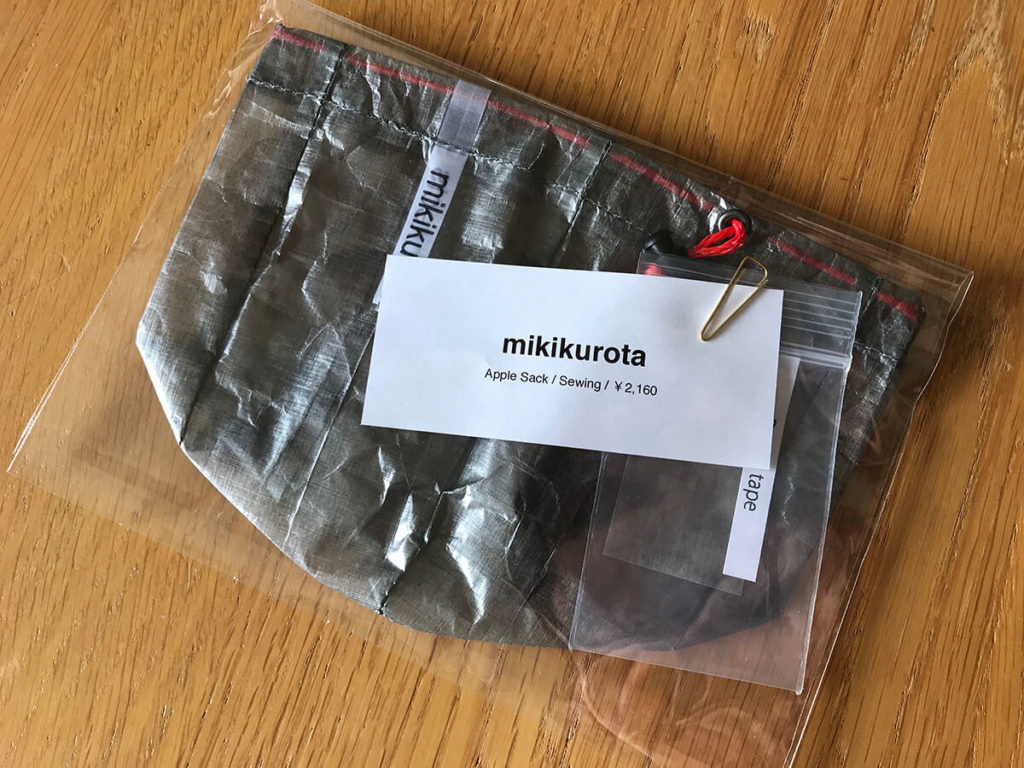 mikiku
mikikurota
Apple Sack / Sewing / ￥2,160
tape